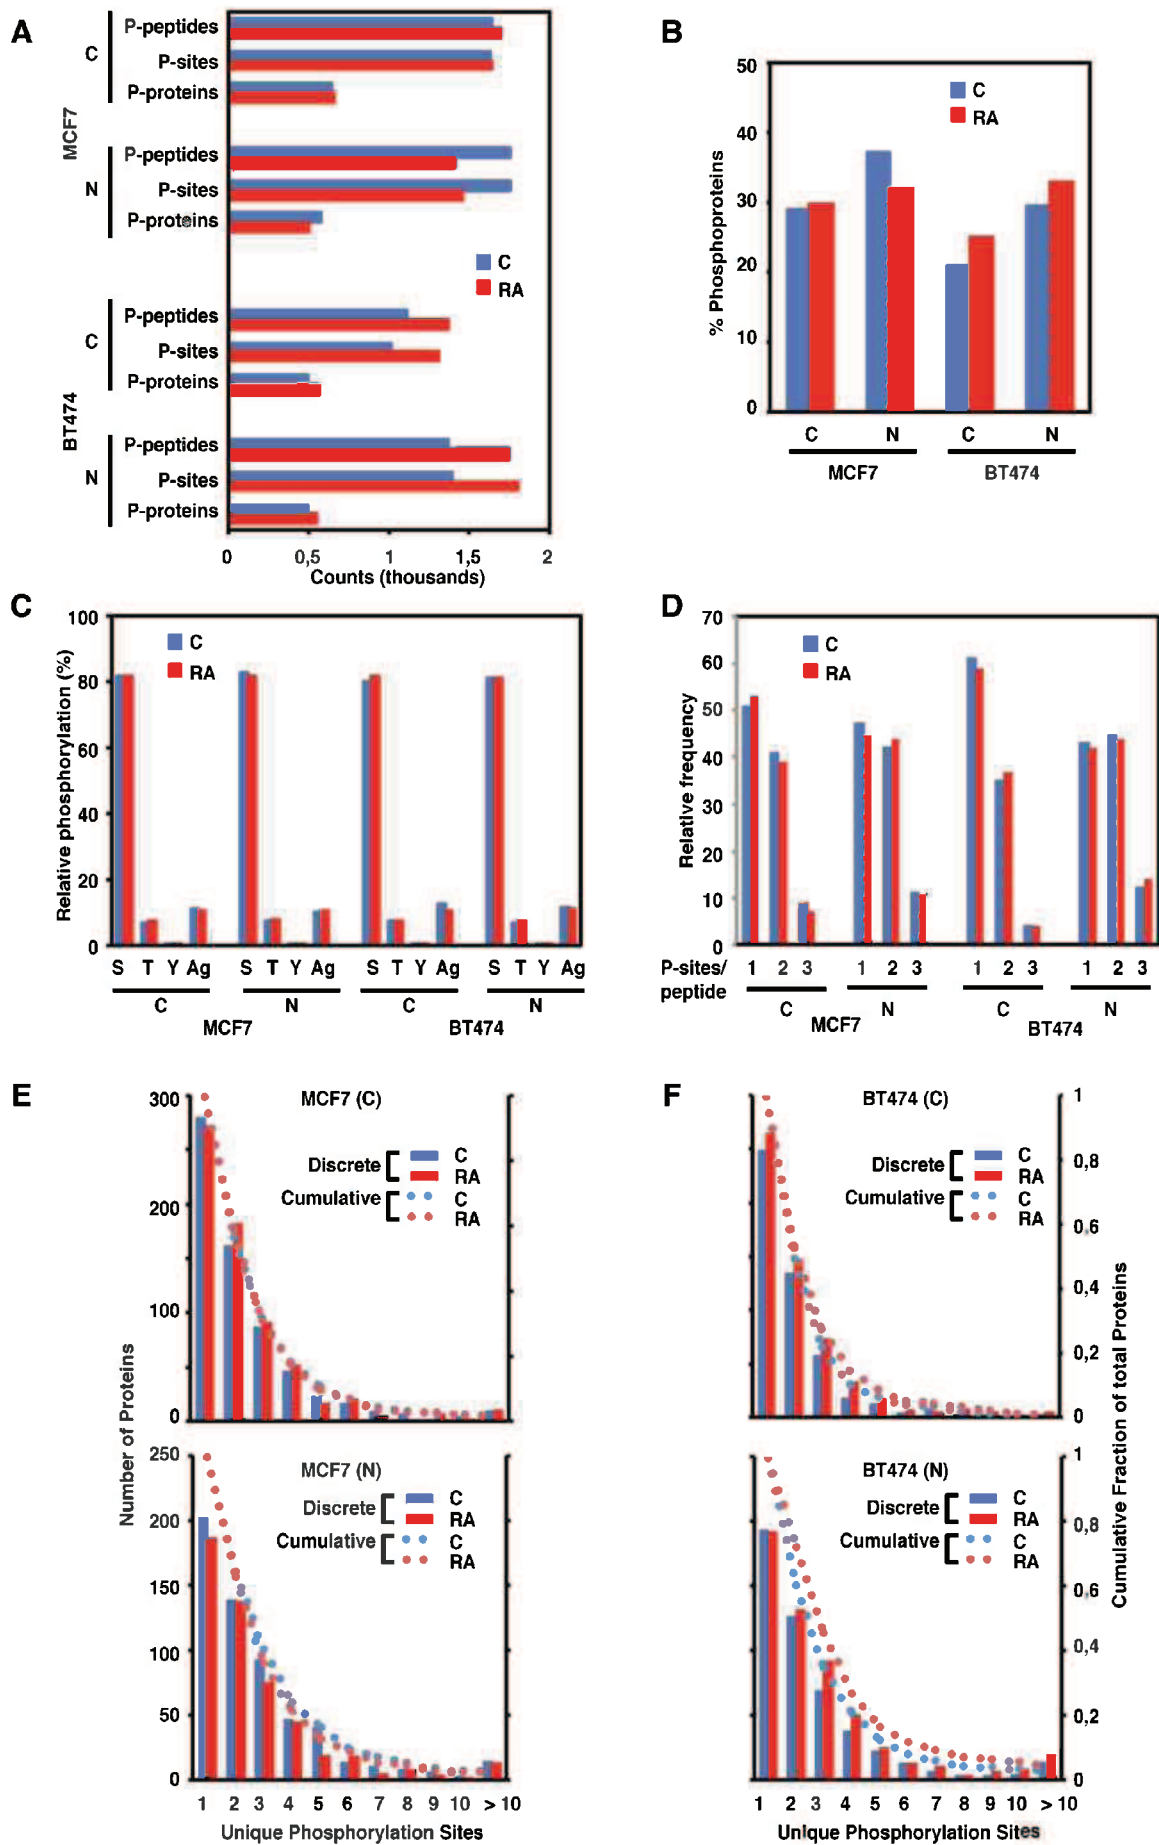 A
MCF7
C
P-peptides
P-sites
P-proteins
N
P-peptides
P-sites
P-proteins
C
RA
BT474
C
P-peptides
P-sites
P-proteins
N
P-peptides
P-sites
P-proteins
0 0,5 1 1,5 2
Counts (thousands)
B
% Phosphoproteins
50
40
30
20
10
0
C
RA
C N C N
MCF7 BT474
C
Relative phosphorylation (%)
100
80
60
40
20
0
C
RA
S T Y Ag S T Y Ag S T Y Ag S T Y Ag
C N C N
MCF7 BT474
D
Relative frequency
70
60
50
40
30
20
10
0
C
RA
P-sites/
peptide
1 2 3 1 2 3 1 2 3 1 2 3
C N C N
MCF7 BT474
E
Number of Proteins
MCF7 (C)
300
200
100
0
Discrete
C
RA
Cumulative
C
RA
MCF7 (N)
250
200
150
100
50
0
Discrete
C
RA
Cumulative
C
RA
1 2 3 4 5 6 7 8 9 10 > 10
Unique Phosphorylation Sites
F
BT474 (C)
Discrete
C
RA
Cumulative
C
RA
1
0,8
0,6
0,4
0,2
0
Cumulative Fraction of total Proteins
BT474 (N)
Discrete
C
RA
Cumulative
C
RA
1
0,8
0,6
0,4
0,2
0
1 2 3 4 5 6 7 8 9 10 > 10
Unique Phosphorylation Sites